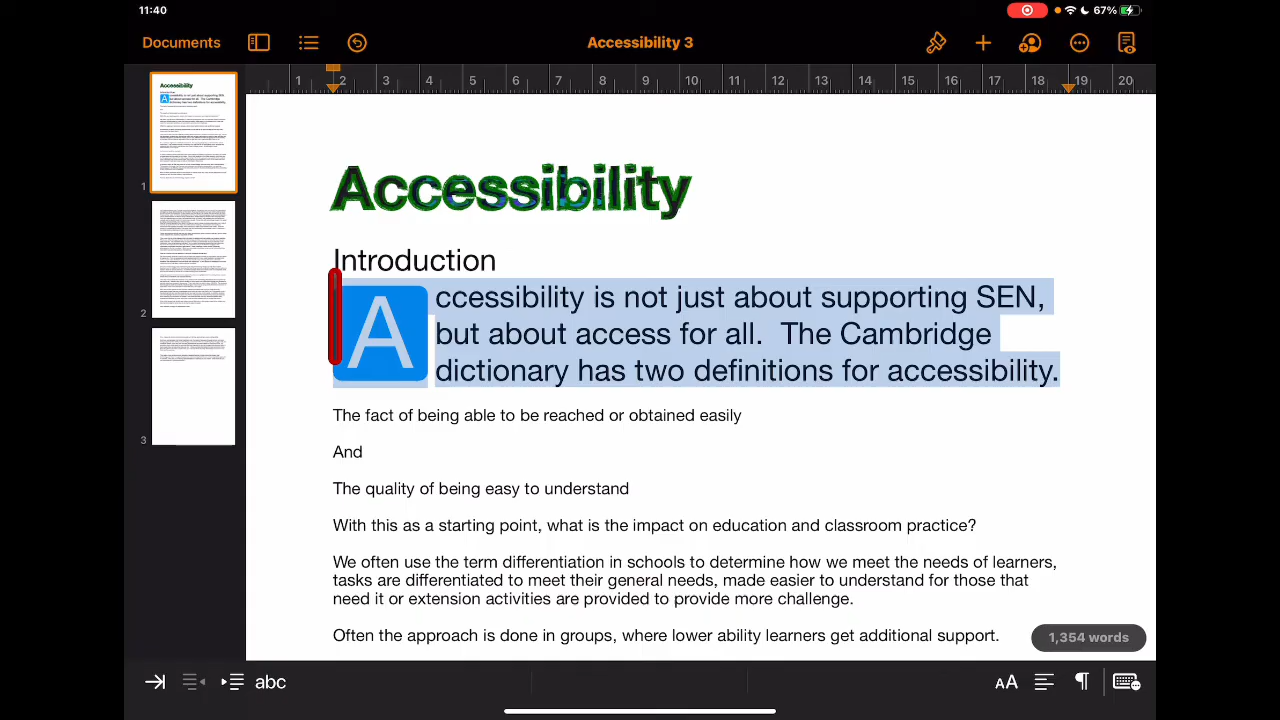 11:40
67%
Documents
Accessibility 3
1 2 3 4 5 6 7 8 9 10 11 12 13 14 15 16 17 18 19 20
1
2
3
Accessibility
Introduction
Accessibility is not just about supporting SEN,
but about access for all.  The Cambridge
dictionary has two definitions for accessibility.
The fact of being able to be reached or obtained easily
And
The quality of being easy to understand
With this as a starting point, what is the impact on education and classroom practice?
We often use the term differentiation in schools to determine how we meet the needs of learners,
tasks are differentiated to meet their general needs, made easier to understand for those that
need it or extension activities are provided to provide more challenge.
Often the approach is done in groups, where lower ability learners get additional support.
1,354 words
abc
AA